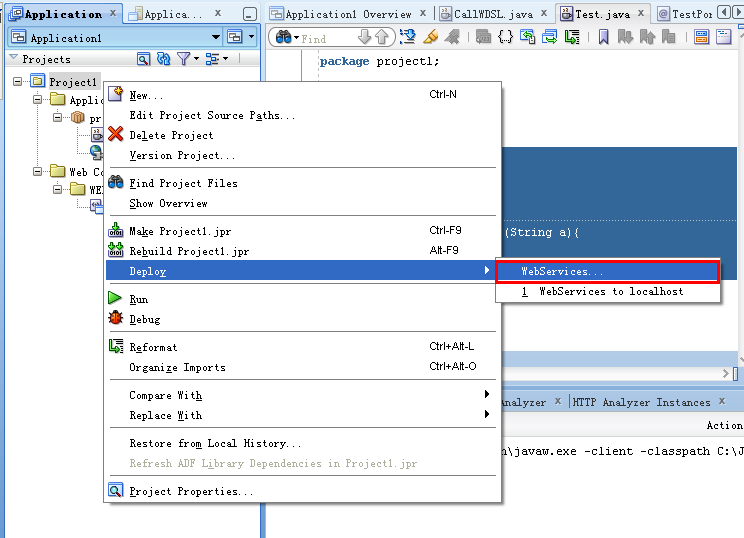 Application
Applica...
Application1 Overview
CallWDSL.java
Test.java
TestPor
Application1
Find
Projects
package project1;
Project1
Applic
pr
Web Co
WE
New... Ctrl-N
Edit Project Source Paths...
Delete Project
Version Project...
Find Project Files
Show Overview
Make Project1.jpr Ctrl-F9
Rebuild Project1.jpr Alt-F9
Deploy
Run
Debug
Reformat Ctrl+Alt-L
Organize Imports Ctrl+Alt-O
Compare With
Replace With
Restore from Local History...
Refresh ADF Library Dependencies in Project1.jpr
Project Properties...
(String a){
WebServices...
1 WebServices to localhost
nalyzer
HTTP Analyzer Instances
Action
n\javaw.exe -client -classpath C:\J